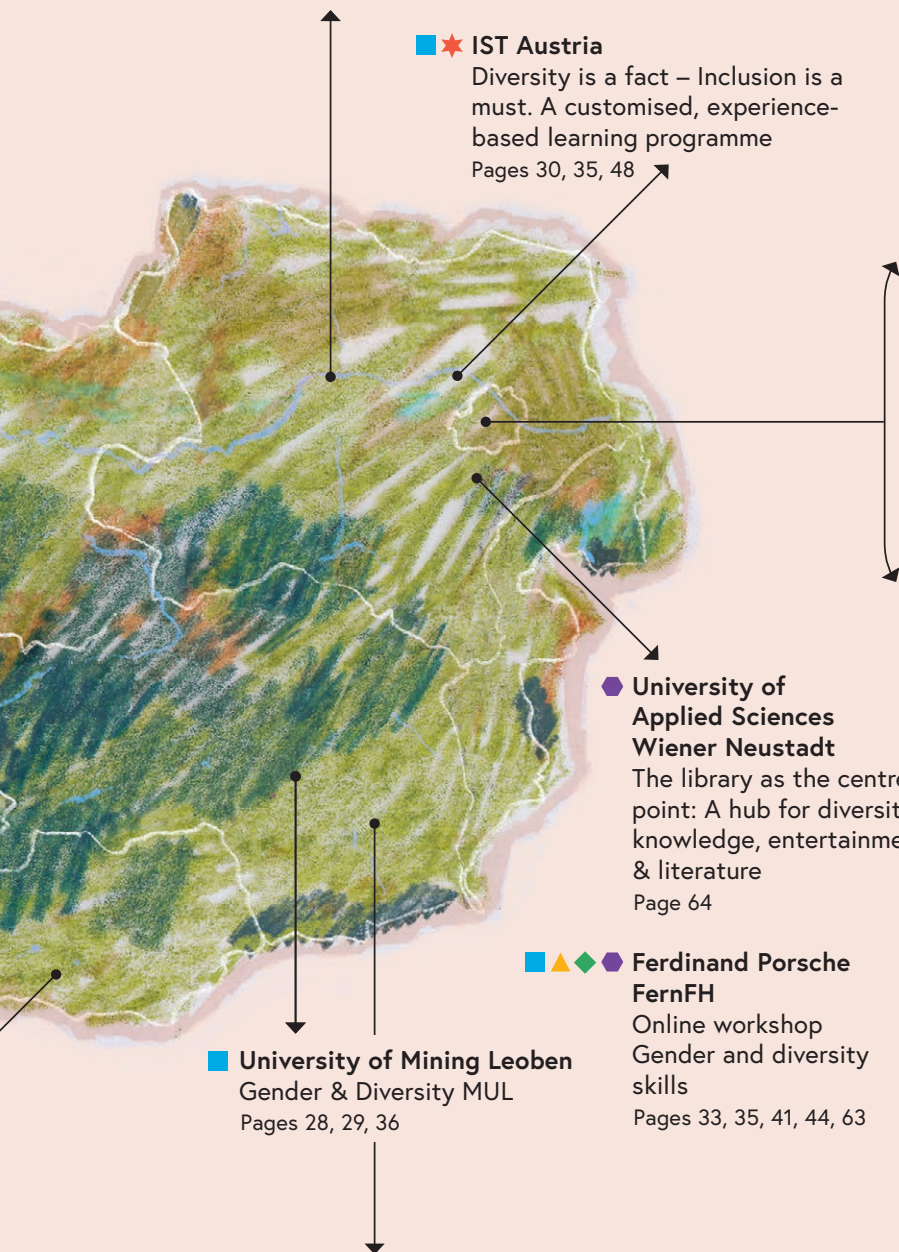 IST Austria
Diversity is a fact – Inclusion is a
must. A customised, experience-
based learning programme
Pages 30, 35, 48
University of
Applied Sciences
Wiener Neustadt
The library as the centre
point: A hub for
knowledge,
& literature
Page 64
Ferdinand Porsche
FernFH
Online workshop
Gender and diversity
skills
Pages 33, 35, 41, 44, 63
University of Mining Leoben
Gender & Diversity MUL
Pages 28, 29, 36